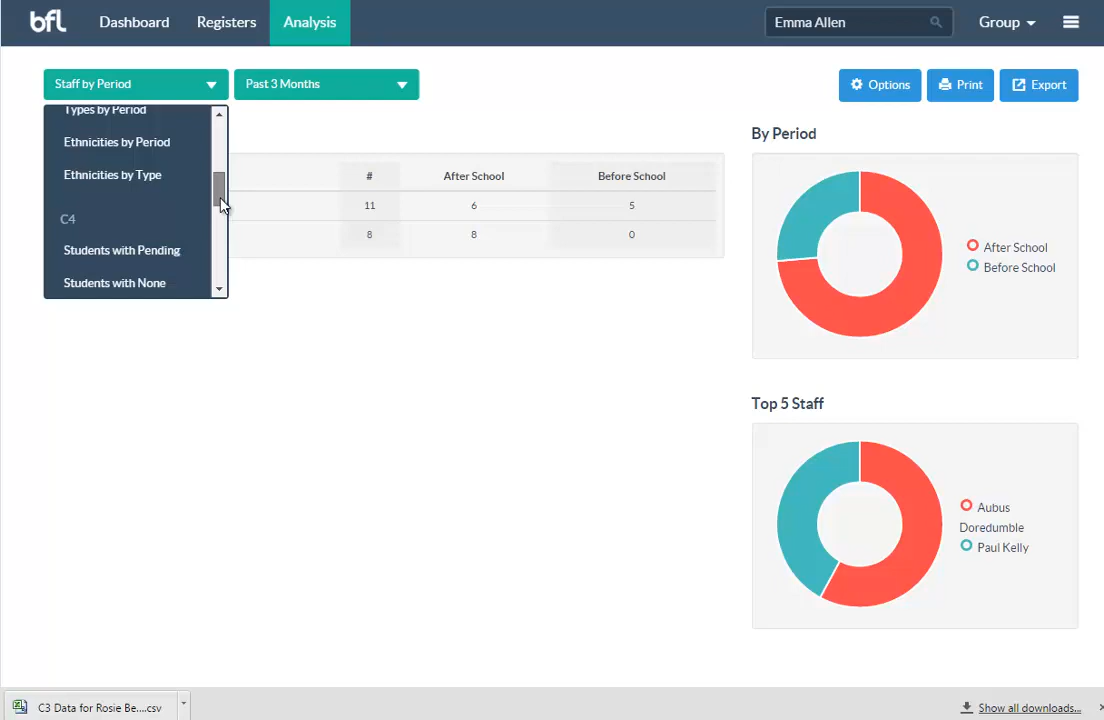 bfl Dashboard Registers Analysis Emma Allen Group
Staff by Period Past 3 Months Options Print Export
Types by Period
Ethnicities by Period
Ethnicities by Type
C4
Students with Pending
Students with None
# After School Before School
11 6 5
8 8 0
By Period
After School
Before School
Top 5 Staff
Aubus
Doredumble
Paul Kelly
C3 Data for Rosie Be....csv Show all downloads...